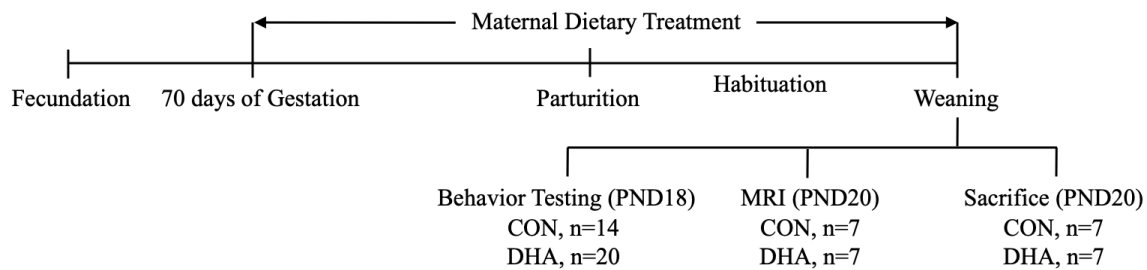 Maternal Dietary Treatment
Fecundation
70 days of Gestation
Parturition
Habituation
Weaning
Behavior Testing (PND18)
CON, n=14
DHA, n=20
MRI (PND20)
CON, n=7
DHA, n=7
Sacrifice (PND20)
CON, n=7
DHA, n=7